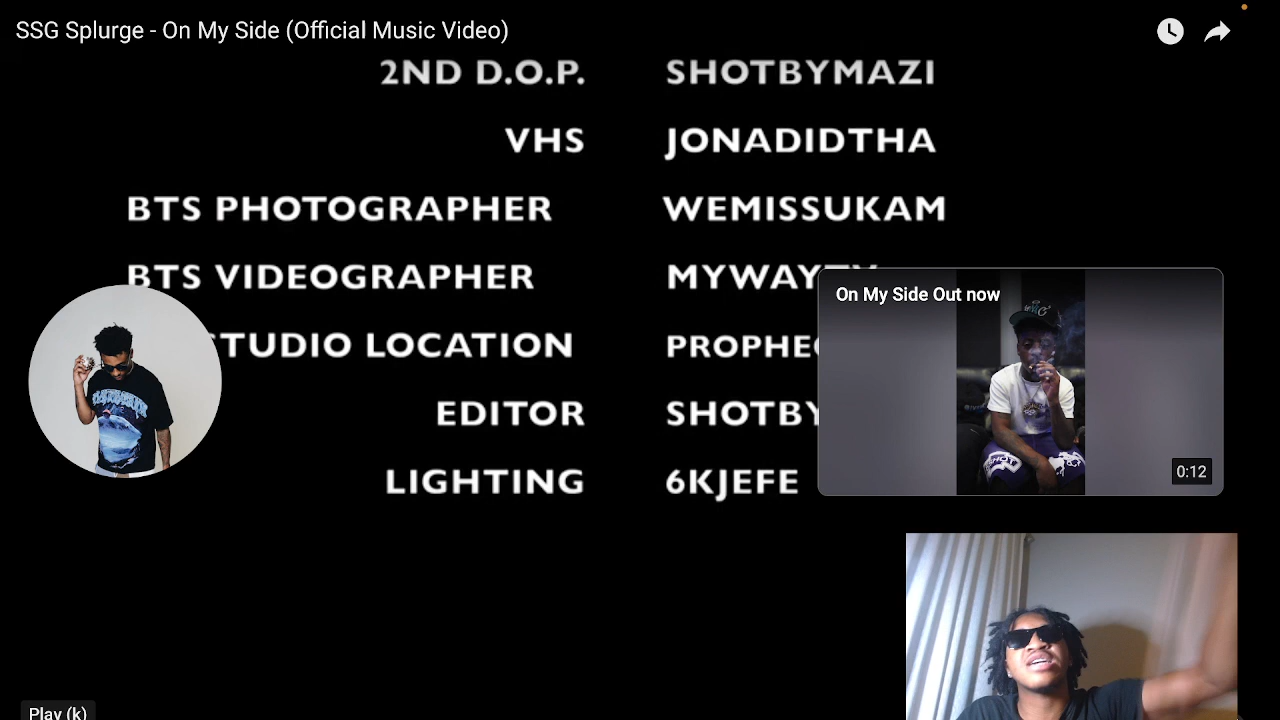 SSG Splurge - On My Side (Official Music Video)
2ND D.O.P. SHOTBYMAZI
VHS JONADIDTHA
BTS PHOTOGRAPHER WEMISSUKAM
BTS VIDEOGRAPHER
On My Side Out now
LOCATION
EDITOR
LIGHTING 6KJEFE
0:12
Play (k)